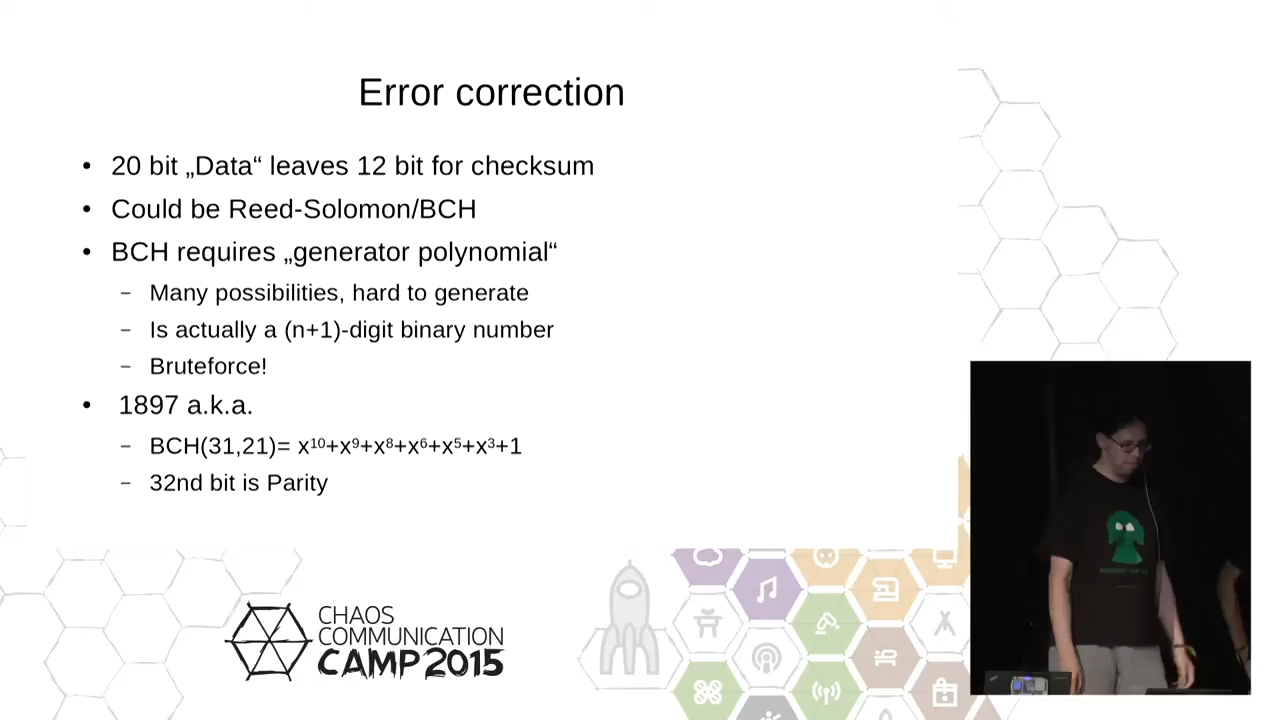 Error correction
• 20 bit „Data“ leaves 12 bit for checksum
• Could be Reed-Solomon/BCH
• BCH requires „generator polynomial“
– Many possibilities, hard to generate
– Is actually a (n+1)-digit binary number
– Bruteforce!
• 1897 a.k.a.
– BCH(31,21)= x¹⁰+x⁹+x⁸+x⁶+x⁵+x³+1
– 32nd bit is Parity
CHAOS
COMMUNICATION
CAMP 2015